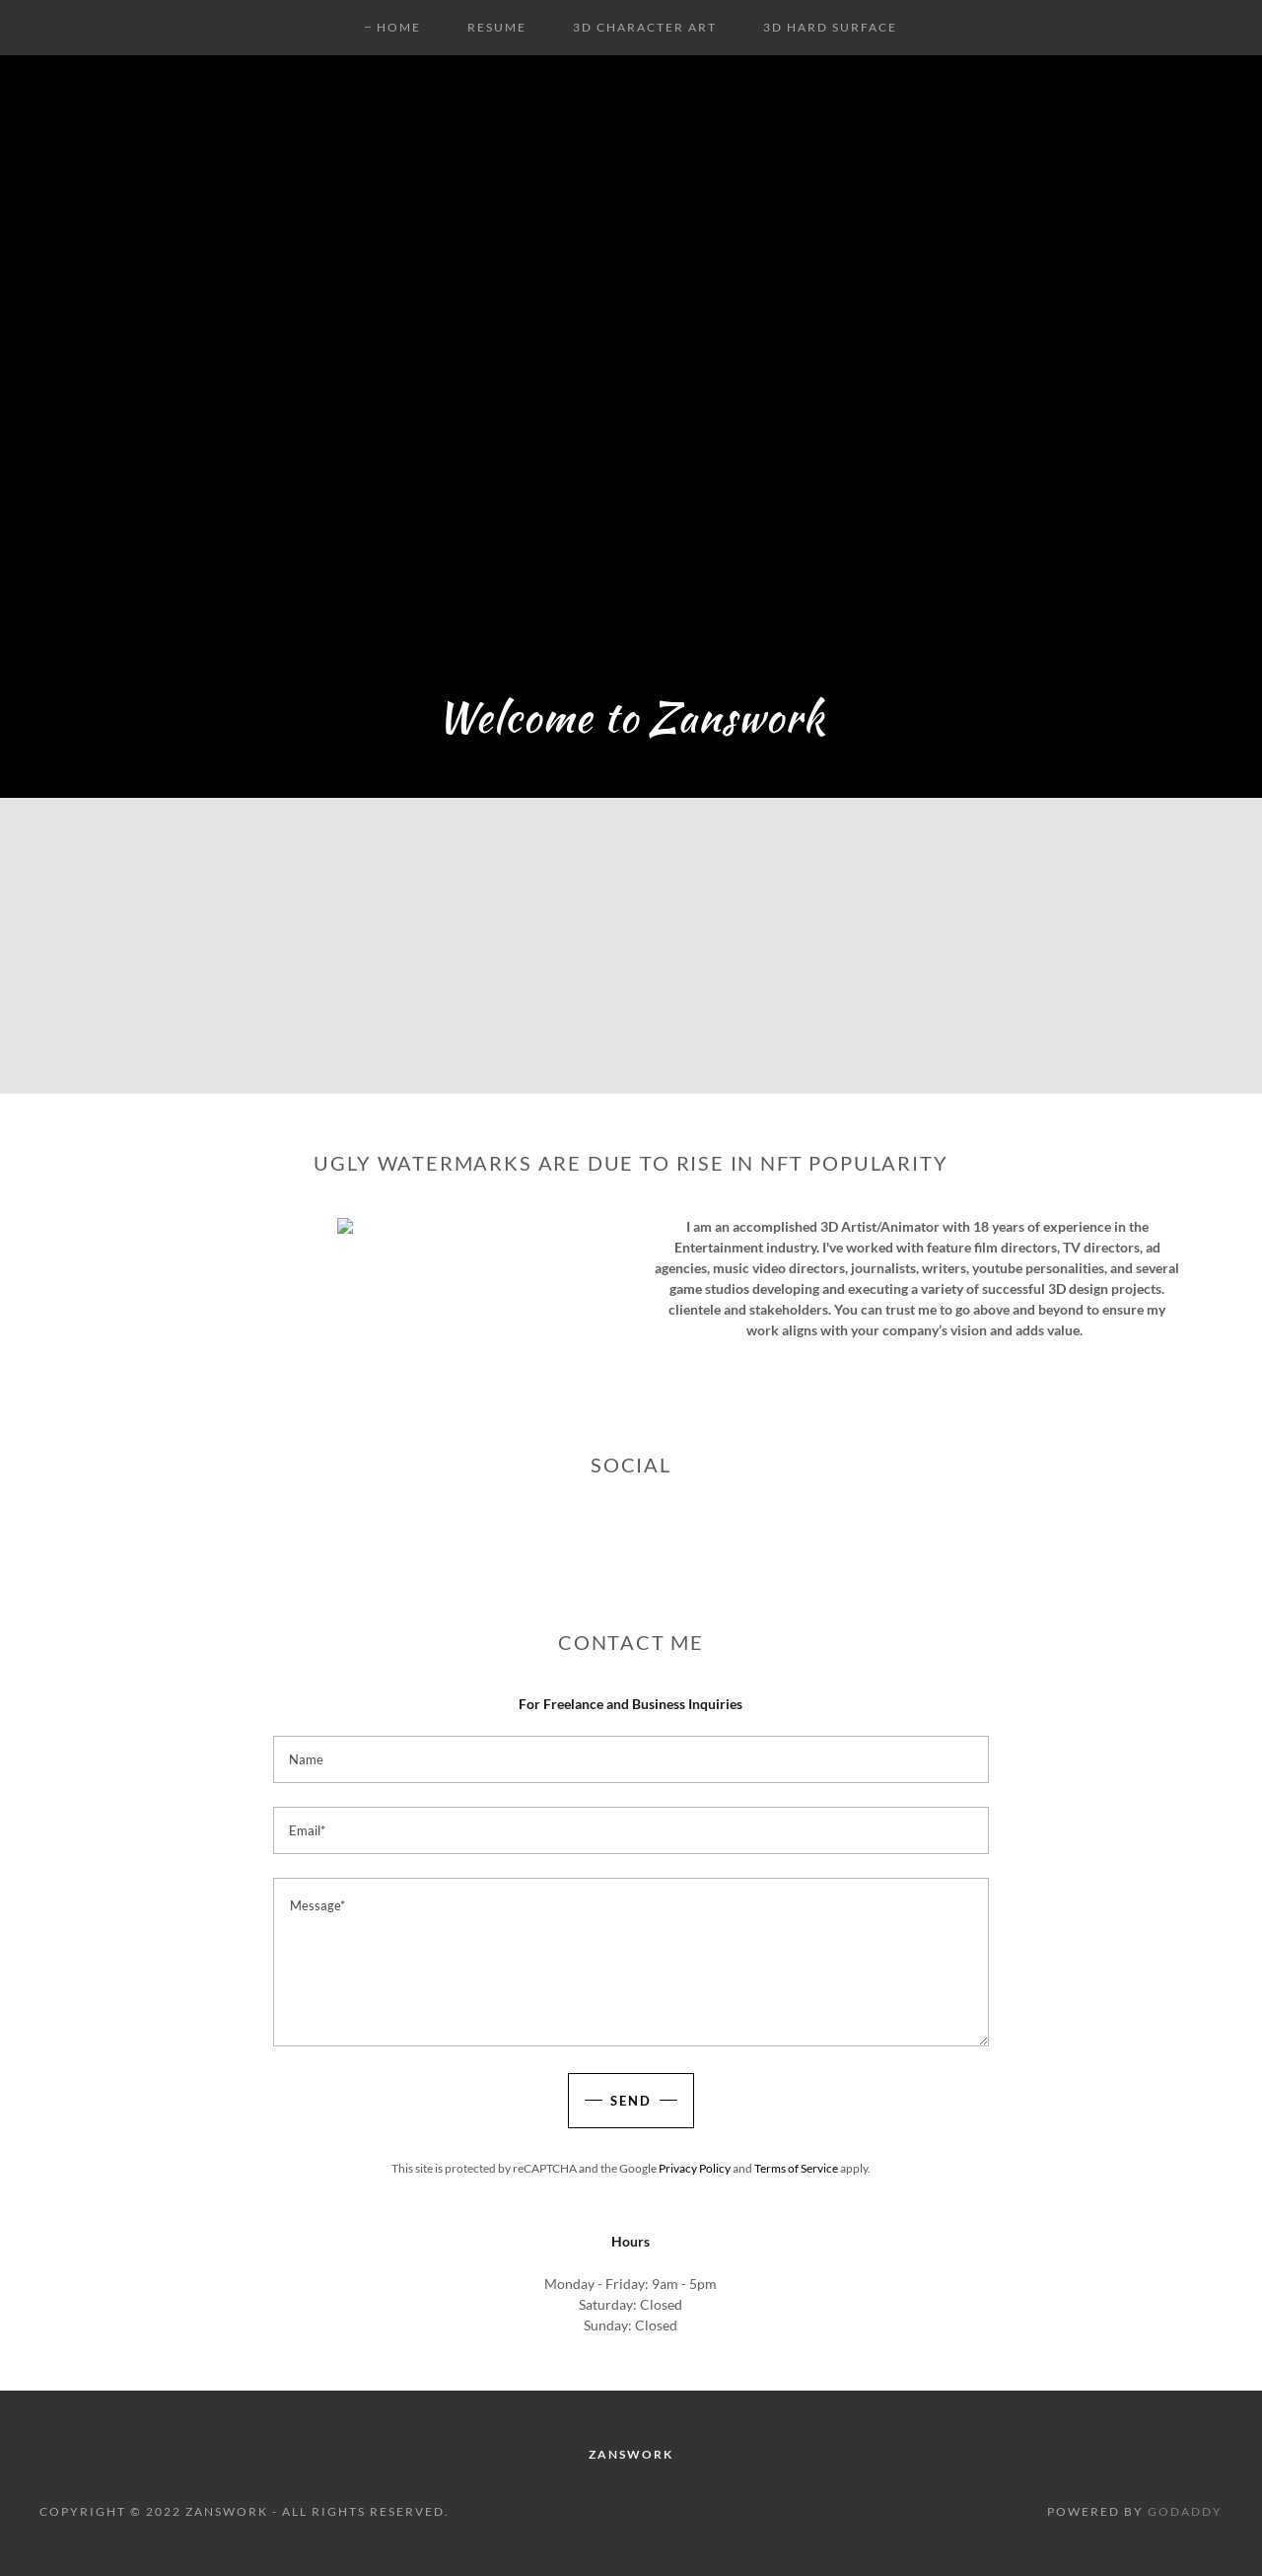 – HOME RESUME 3D CHARACTER ART 3D HARD SURFACE
Welcome to Zanswork
UGLY WATERMARKS ARE DUE TO RISE IN NFT POPULARITY
I am an accomplished 3D Artist/Animator with 18 years of experience in the
Entertainment industry. I've worked with feature film directors, TV directors, ad
agencies, music video directors, journalists, writers, youtube personalities, and several
game studios developing and executing a variety of successful 3D design projects.
clientele and stakeholders. You can trust me to go above and beyond to ensure my
work aligns with your company’s vision and adds value.
SOCIAL
CONTACT ME
For Freelance and Business Inquiries
Name
Email*
Message*
SEND
This site is protected by reCAPTCHA and the Google Privacy Policy and Terms of Service apply.
Hours
Monday - Friday: 9am - 5pm
Saturday: Closed
Sunday: Closed
ZANSWORK
COPYRIGHT © 2022 ZANSWORK - ALL RIGHTS RESERVED. POWERED BY GODADDY